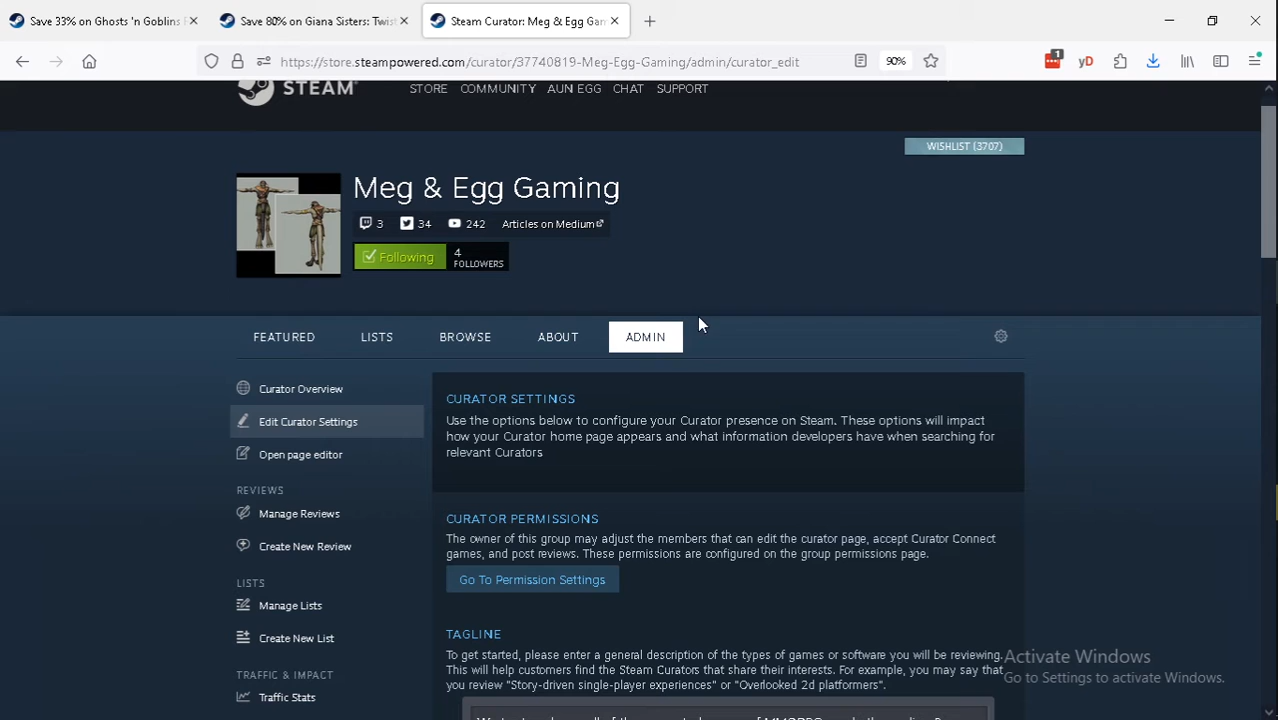 Save 33% on Ghosts 'n Goblins
Save 80% on Giana Sisters: Twist
Steam Curator: Meg & Egg Gam
https://store.steampowered.com/curator/37740819-Meg-Egg-Gaming/admin/curator_edit
90%
1
yD
STEAM
STORE COMMUNITY AUN EGG CHAT SUPPORT
WISHLIST (3707)
Meg & Egg Gaming
3 34 242 Articles on Medium
Following
4
FOLLOWERS
FEATURED LISTS BROWSE ABOUT ADMIN
Curator Overview
Edit Curator Settings
Open page editor
REVIEWS
Manage Reviews
Create New Review
LISTS
Manage Lists
Create New List
TRAFFIC & IMPACT
Traffic Stats
CURATOR SETTINGS
Use the options below to configure your Curator presence on Steam. These options will impact
how your Curator home page appears and what information developers have when searching for
relevant Curators
CURATOR PERMISSIONS
The owner of this group may adjust the members that can edit the curator page, accept Curator Connect
games, and post reviews. These permissions are configured on the group permissions page.
Go To Permission Settings
TAGLINE
To get started, please enter a general description of the types of games or software you will be reviewing.
This will help customers find the Steam Curators that share their interests. For example, you may say that
you review "Story-driven single-player experiences" or "Overlooked 2d platformers".
Activate Windows
Go to Settings to activate Windows.